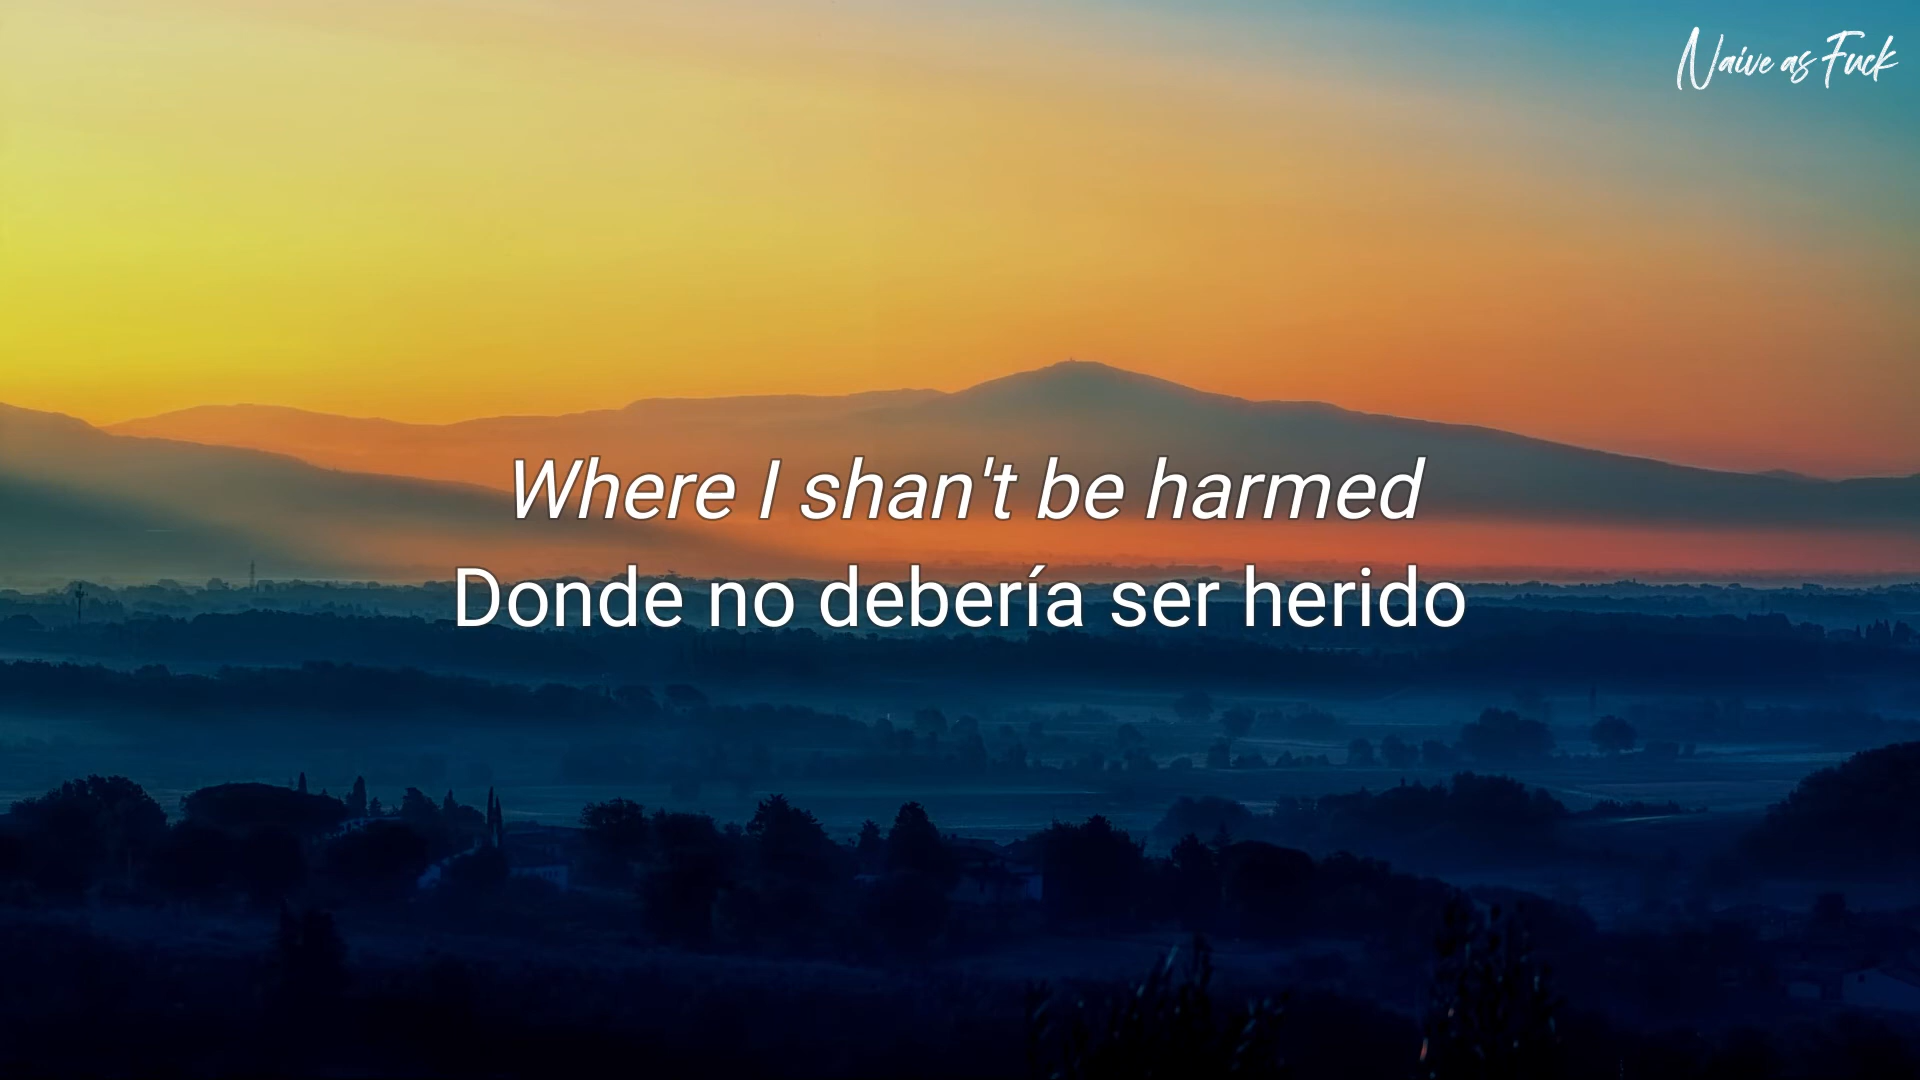 Naive as Fuck
Where I shan't be harmed
Donde no debería ser herido